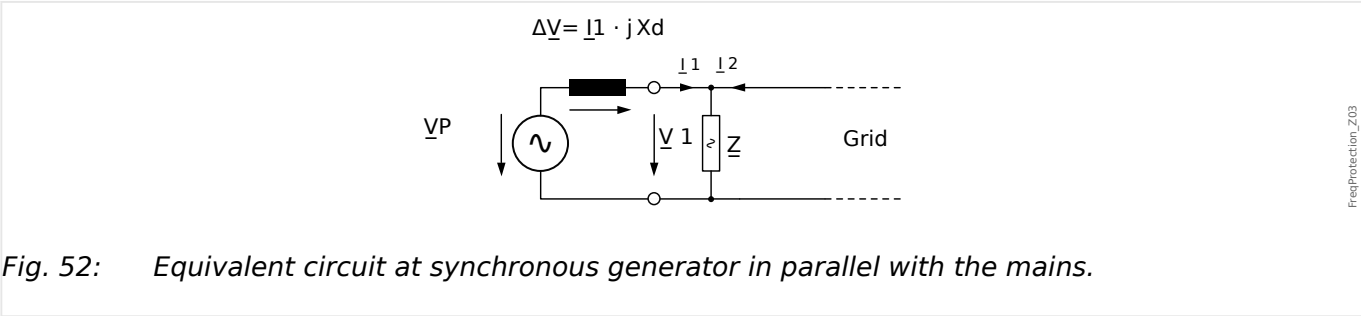 ΔV= I1 · j Xd
I 1 I 2
VP
V 1
Z
Grid
FreqProtection_Z03
Fig. 52: Equivalent circuit at synchronous generator in parallel with the mains.